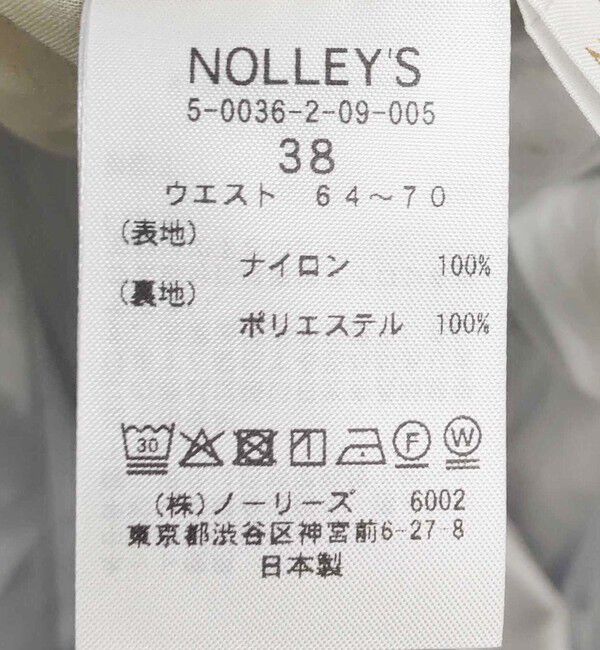 NOLLEY'S
5-0036-2-09-005
38
ウエスト 64～70
(表地)
ナイロン 100%
(裏地)
ポリエステル 100%
30 F W
(株)ノーリーズ 6002
東京都渋谷区神宮前6-27-8
日本製